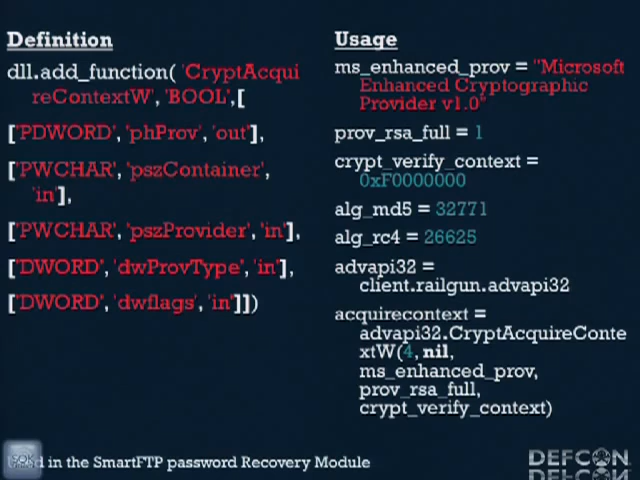 Definition
dll.add_function( 'CryptAcqui
reContextW', 'BOOL',[
['PDWORD', 'phProv', 'out'],
['PWCHAR', 'pszContainer',
'in'],
['PWCHAR', 'pszProvider', 'in'],
['DWORD', 'dwProvType', 'in'],
['DWORD', 'dwflags', 'in']])
Usage
ms_enhanced_prov = "Microsoft
Enhanced Cryptographic
Provider v1.0"
prov_rsa_full = 1
crypt_verify_context =
0xF0000000
alg_md5 = 32771
alg_rc4 = 26625
advapi32 =
client.railgun.advapi32
acquirecontext =
advapi32.CryptAcquireConte
xtW(4, nil,
ms_enhanced_prov,
prov_rsa_full,
crypt_verify_context)
in the SmartFTP password Recovery Module
DEFCON